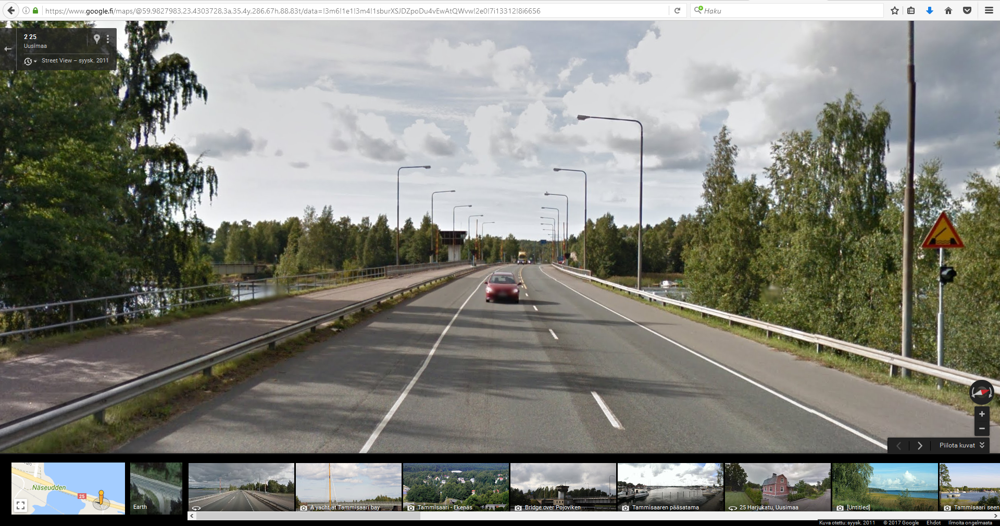 https://www.google.fi/maps/@59.9827983,23.4303728,3a,35.4y,286.67h,88.83t/data=!3m6!1e1!3m4!1sburXSJDZpoDu4vEwAtQWvw!2e0!7i13312!8i6656
Haku
2 25
Uusimaa
Street View – syysk. 2011
Piilota kuvat
Näseudden
25
Earth
A yacht at Tammisaari bay
Tammisaari - Ekenäs
Bridge over Pojoviken
Tammisaaren pääsatama
25 Harjukatu, Uusimaa
[Untitled]
Tammisaari seen
Kuva otettu: syysk. 2011 © 2017 Google Ehdot Ilmoita ongelmasta